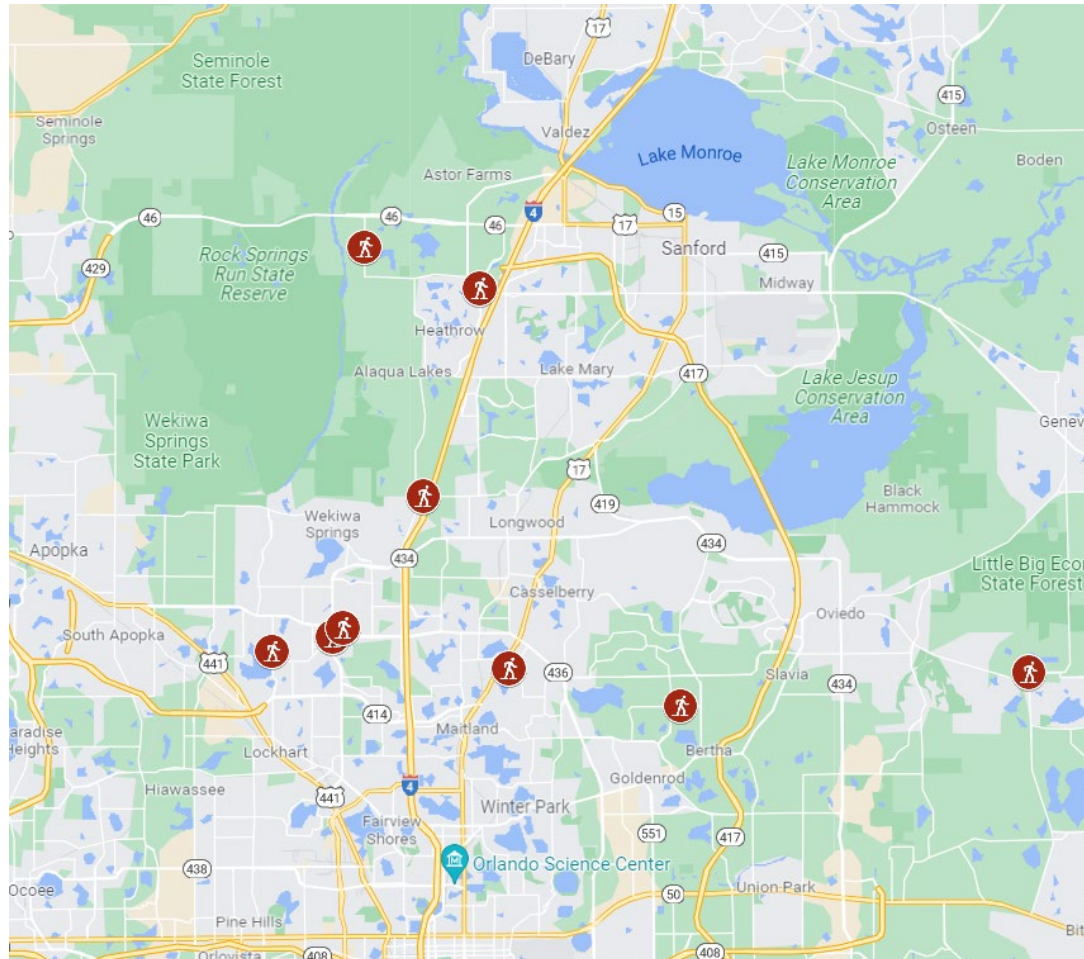 17
DeBary
Seminole
State Forest
415
415
Seminole
Springs
Osteen
Valdez
Lake Monroe
Lake Monroe
Conservation
Area
Boden
Astor Farms
46
46
46
4
15
17
Sanford
Rock Springs
Run State
Reserve
429
415
Midway
Heathrow
Alaqua Lakes
Lake Mary
417
Lake Jesup
Conservation
Area
Wekiwa
Springs
State Park
Genev
17
Black
Hammock
419
Wekiwa
Springs
Longwood
434
434
Apopka
Little Big Econ
State Forest
Casselberry
Oviedo
South Apopka
441
436
Slavia
434
414
Maitland
aradise
Heights
Lockhart
Bertha
Goldenrod
4
Hiawassee
441
Winter Park
Fairview
Shores
551
417
438
Orlando Science Center
Ocoee
50
Union Park
Pine Hills
Bit
Orlovista
408
408